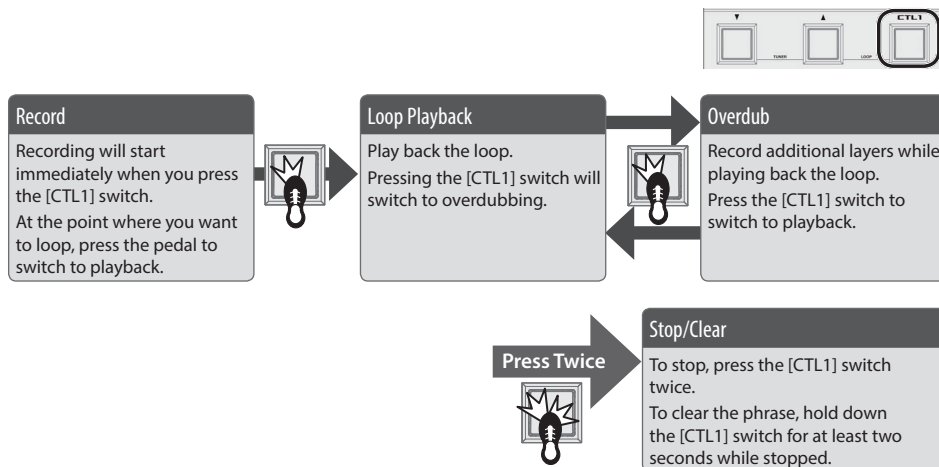 ▼ ▲ CTL1
TUNER LOOP
Record
Recording will start
immediately when you press
the [CTL1] switch.
At the point where you want
to loop, press the pedal to
switch to playback.
Loop Playback
Play back the loop.
Pressing the [CTL1] switch will
switch to overdubbing.
Overdub
Record additional layers while
playing back the loop.
Press the [CTL1] switch to
switch to playback.
Press Twice
Stop/Clear
To stop, press the [CTL1] switch
twice.
To clear the phrase, hold down
the [CTL1] switch for at least two
seconds while stopped.